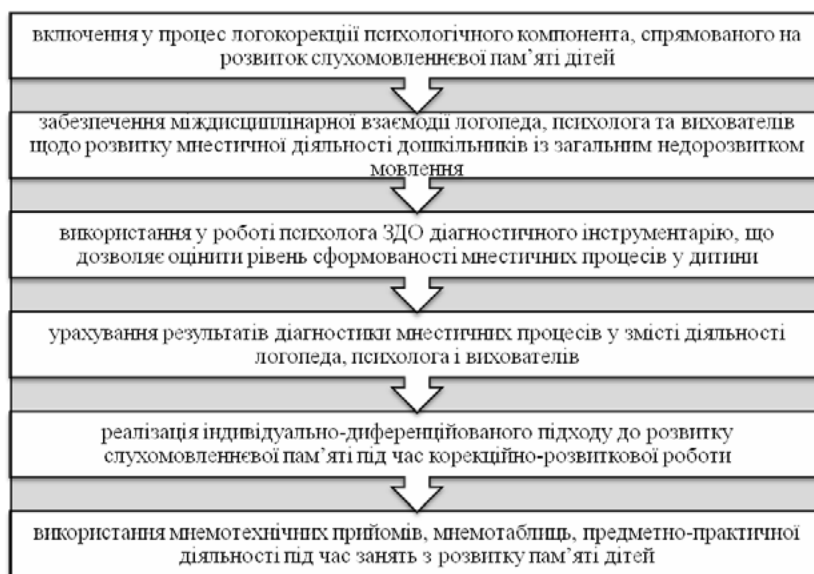 включення у процес логокорекціії психологічного компонента, спрямованого на
розвиток слухомовленнєвої пам’яті дітей
забезпечення міждисциплінарної взаємодії логопеда, психолога та вихователів
щодо розвитку мнестичної діяльності дошкільників із загальним недорозвитком
мовлення
використання у роботі психолога ЗДО діагностичного інструментарію, що
дозволяє оцінити рівень сформованості мнестичних процесів у дитини
урахування результатів діагностики мнестичних процесів у змісті діяльності
логопеда, психолога і вихователів
реалізація індивідуально-диференційованого підходу до розвитку
слухомовленнєвої пам’яті під час корекційно-розвиткової роботи
використання мнемотехнічних прийомів, мнемотаблиць, предметно-практичної
діяльності під час занять з розвитку пам’яті дітей